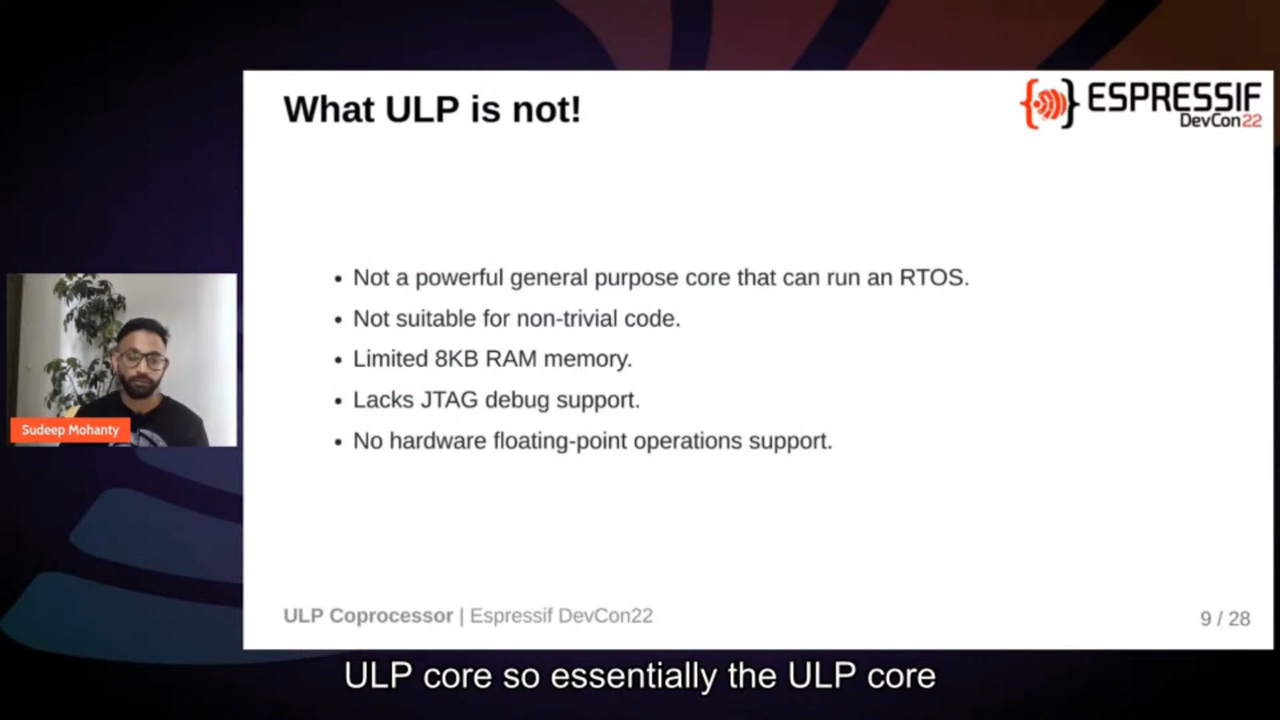 What ULP is not!
ESPRESSIF
DevCon22
• Not a powerful general purpose core that can run an RTOS.
• Not suitable for non-trivial code.
• Limited 8KB RAM memory.
• Lacks JTAG debug support.
• No hardware floating-point operations support.
Sudeep Mohanty
ULP Coprocessor | Espressif DevCon22
9 / 28
ULP core so essentially the ULP core